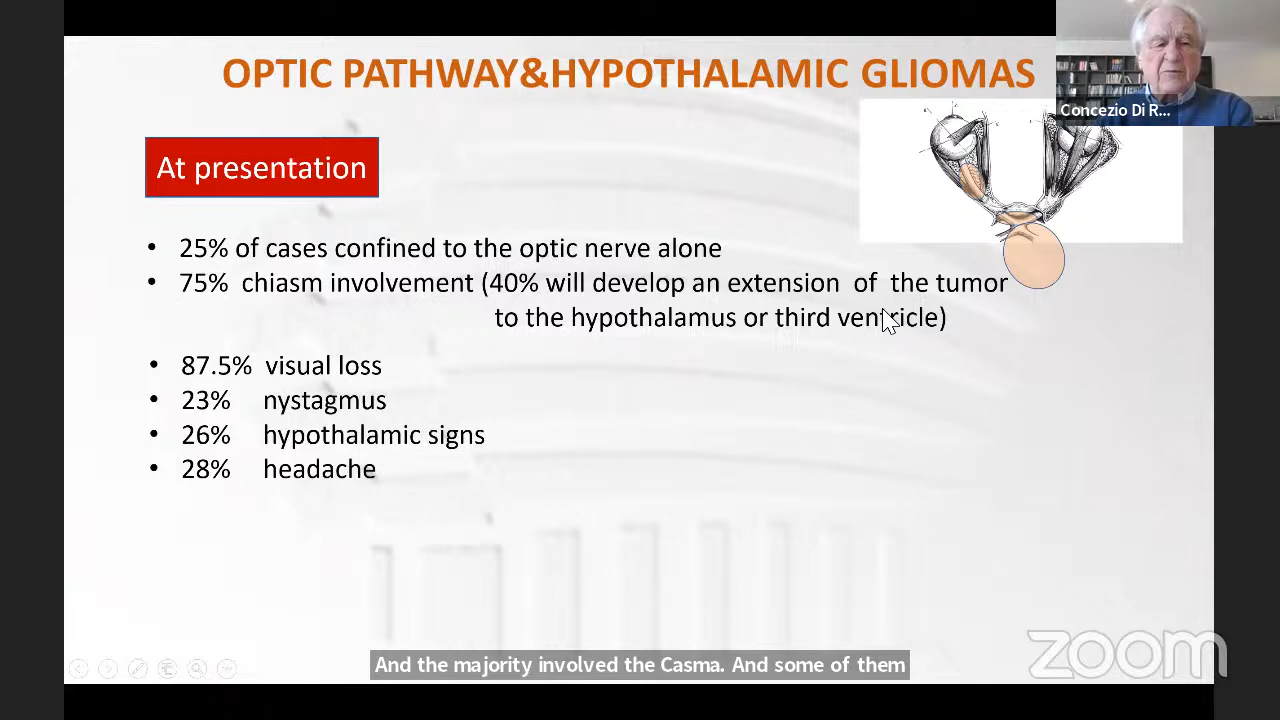 OPTIC PATHWAY&HYPOTHALAMIC GLIOMAS
Concezio Di R...
At presentation
• 25% of cases confined to the optic nerve alone
• 75% chiasm involvement (40% will develop an extension of the tumor
to the hypothalamus or third ventricle)
• 87.5% visual loss
• 23% nystagmus
• 26% hypothalamic signs
• 28% headache
zoom
And the majority involved the Casma. And some of them